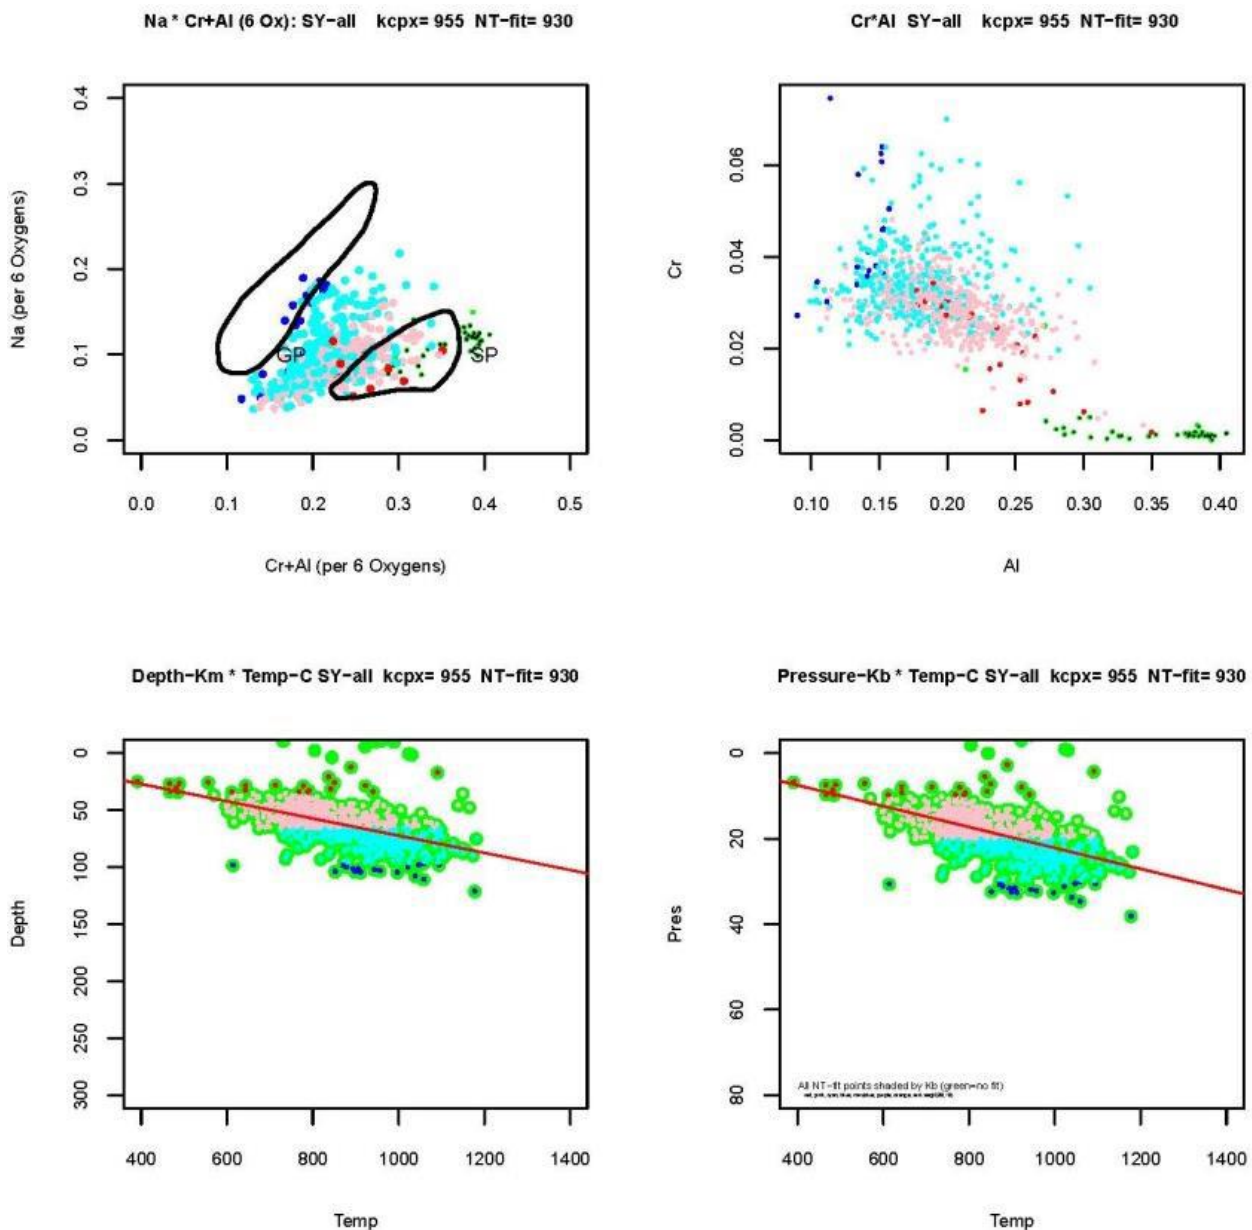 Na * Cr+Al (6 Ox): SY-all kcpx= 955 NT-fit= 930
Na (per 6 Oxygens)
0.4
0.3
0.2
0.1
0.0
GP
SP
0.0 0.1 0.2 0.3 0.4 0.5
Cr+Al (per 6 Oxygens)
Cr*Al SY-all kcpx= 955 NT-fit= 930
Cr
0.06
0.04
0.02
0.00
0.10 0.15 0.20 0.25 0.30 0.35 0.40
Al
Depth-Km * Temp-C SY-all kcpx= 955 NT-fit= 930
Depth
0
50
100
150
200
250
300
400 600 800 1000 1200 1400
Temp
Pressure-Kb * Temp-C SY-all kcpx= 955 NT-fit= 930
Pres
0
20
40
60
80
All NT-fit points shaded by Kb (green=no fit)
400 600 800 1000 1200 1400
Temp